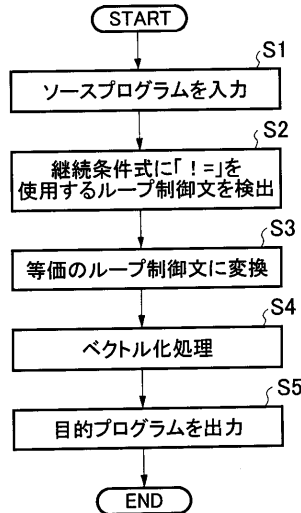 START
S1
ソースプログラムを入力
S2
継続条件式に「！=」を
使用するループ制御文を検出
S3
等価のループ制御文に変換
S4
ベクトル化処理
S5
目的プログラムを出力
END